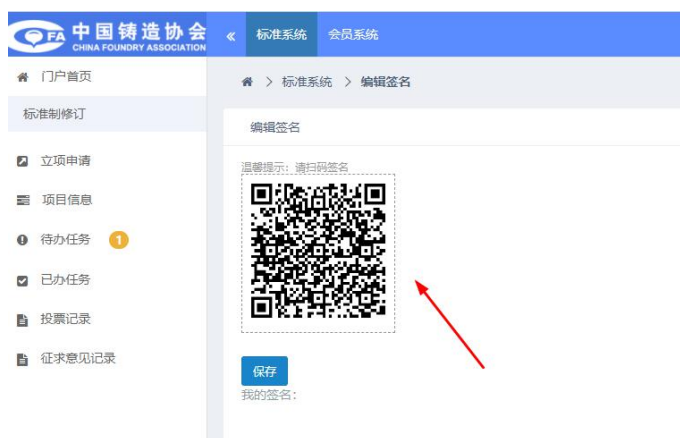 FA 中国铸造协会
CHINA FOUNDRY ASSOCIATION
« 标准系统 会员系统
门户首页
标准制修订
立项申请
项目信息
待办任务 1
已办任务
投票记录
征求意见记录
> 标准系统 > 编辑签名
编辑签名
温馨提示：请扫码签名
保存
我的签名：